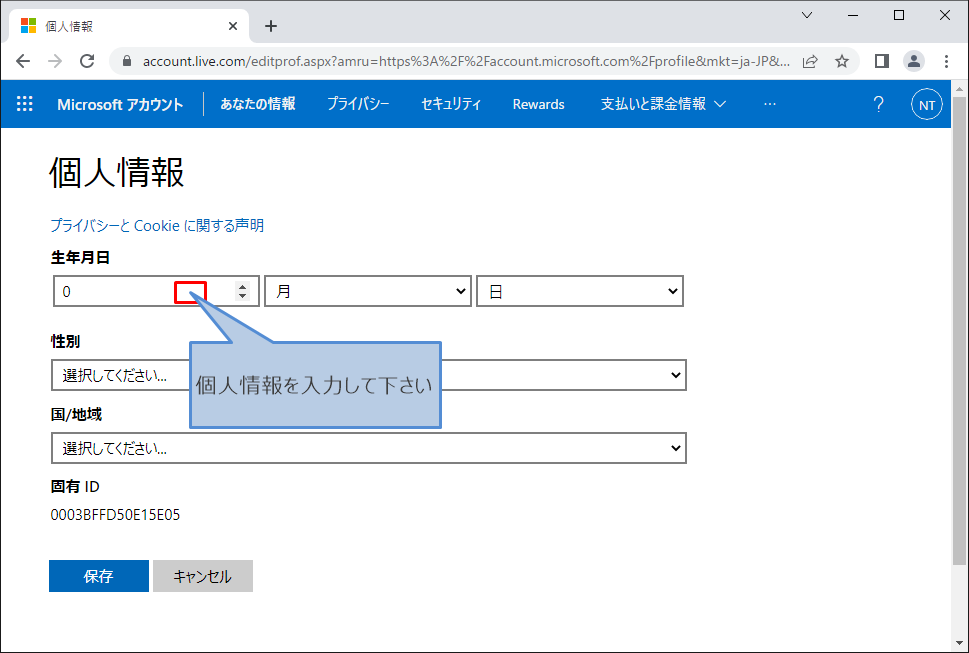 個人情報
account.live.com/editprof.aspx?amru=https%3A%2F%2Faccount.microsoft.com%2Fprofile&mkt=ja-JP&...
Microsoft アカウント あなたの情報 プライバシー セキュリティ Rewards 支払いと課金情報 ... ? NT
個人情報
プライバシーと Cookie に関する声明
生年月日
0 月 日
性別
選択してください...
個人情報を入力して下さい
国/地域
選択してください...
固有 ID
0003BFFD50E15E05
保存 キャンセル